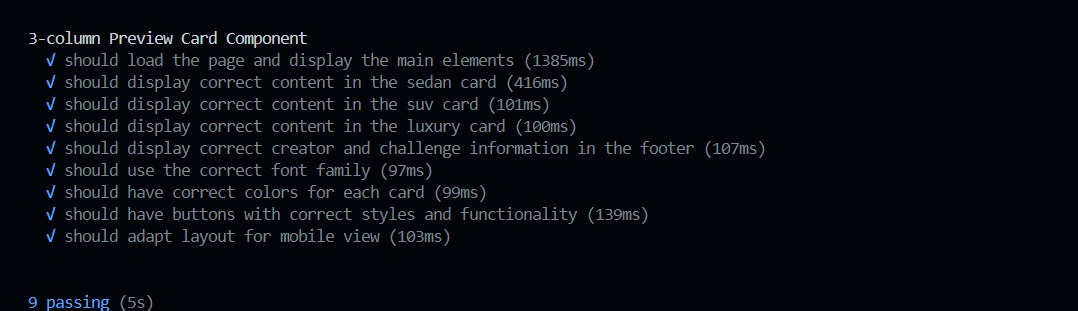 3-column Preview Card Component
√ should load the page and display the main elements (1385ms)
√ should display correct content in the sedan card (416ms)
√ should display correct content in the suv card (101ms)
√ should display correct content in the luxury card (100ms)
√ should display correct creator and challenge information in the footer (107ms)
√ should use the correct font family (97ms)
√ should have correct colors for each card (99ms)
√ should have buttons with correct styles and functionality (139ms)
√ should adapt layout for mobile view (103ms)
9 passing (5s)